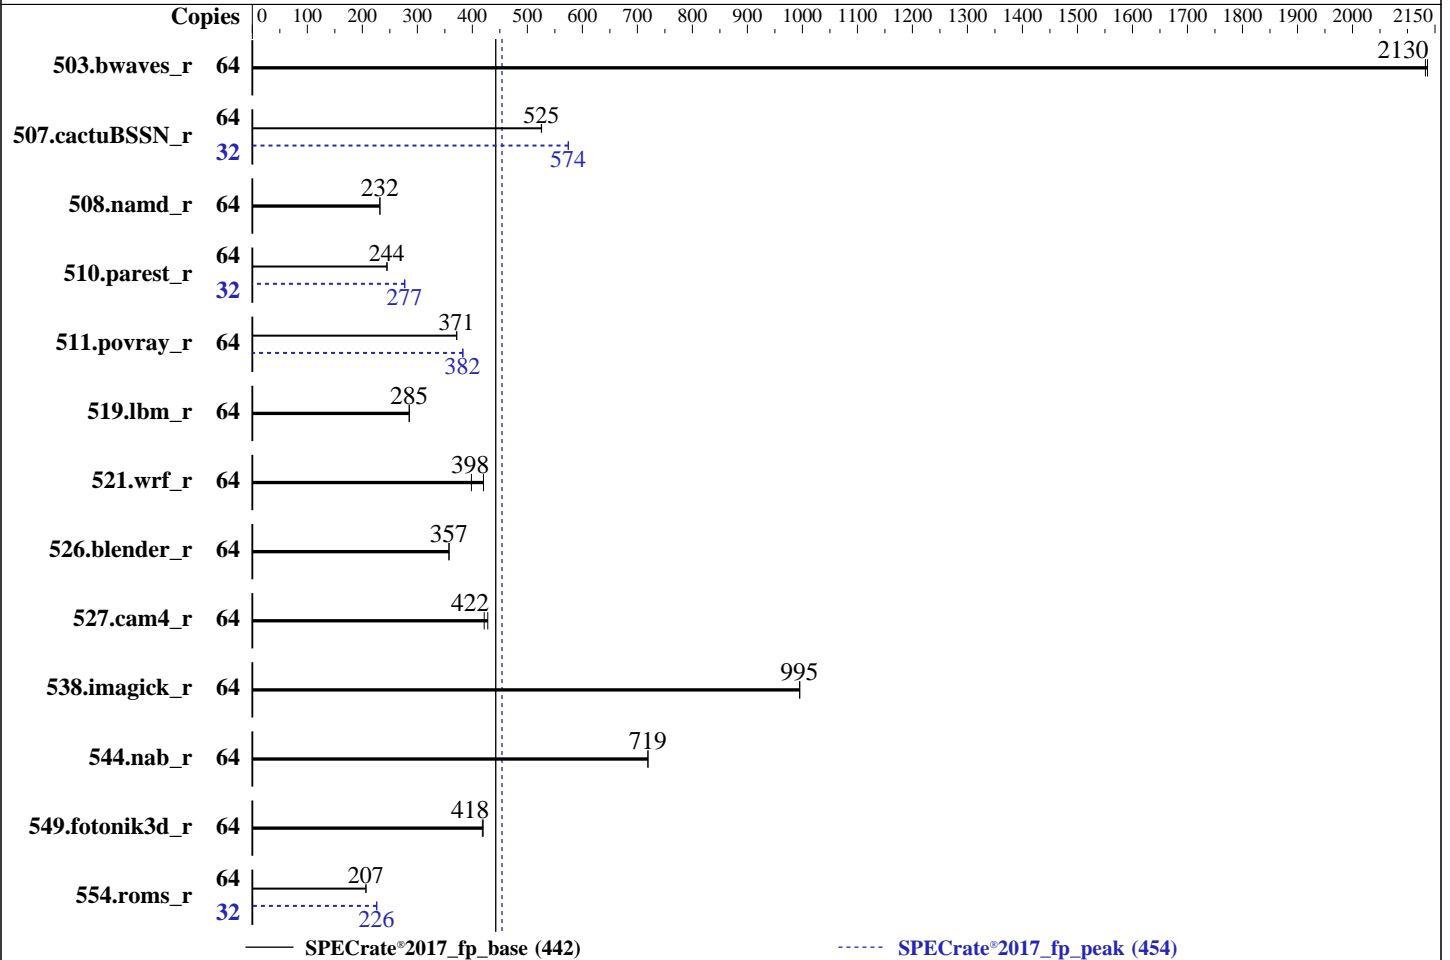 Copies 0 100 200 300 400 500 600 700 800 900 1000 1100 1200 1300 1400 1500 1600 1700 1800 1900 2000 2150
503.bwaves_r 64 2130
507.cactuBSSN_r 64 525
32 574
508.namd_r 64 232
510.parest_r 64 244
32 277
511.povray_r 64 371
382
519.lbm_r 64 285
521.wrf_r 64 398
526.blender_r 64 357
527.cam4_r 64 422
538.imagick_r 64 995
544.nab_r 64 719
549.fotonik3d_r 64 418
554.roms_r 64 207
32 226
SPECrate®2017_fp_base (442) SPECrate®2017_fp_peak (454)